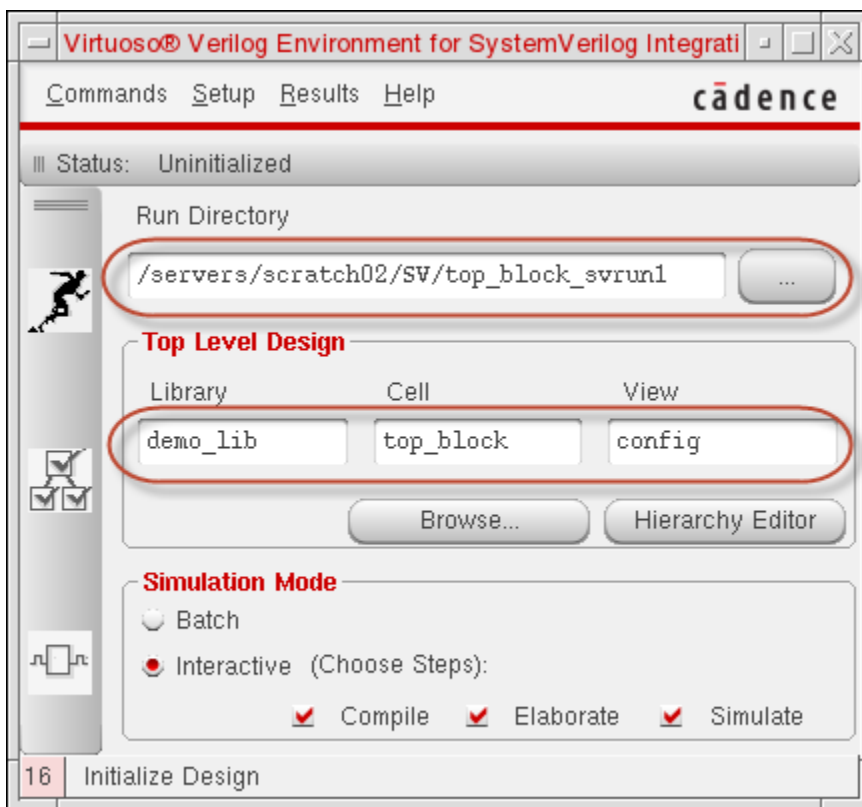 Virtuoso® Verilog Environment for SystemVerilog Integrati
Commands Setup Results Help cādence
Status: Uninitialized
Run Directory
/servers/scratch02/SV/top_block_svrun1 ...
Top Level Design
Library Cell View
demo_lib top_block config
Browse... Hierarchy Editor
Simulation Mode
Batch
Interactive (Choose Steps):
Compile Elaborate Simulate
16 Initialize Design